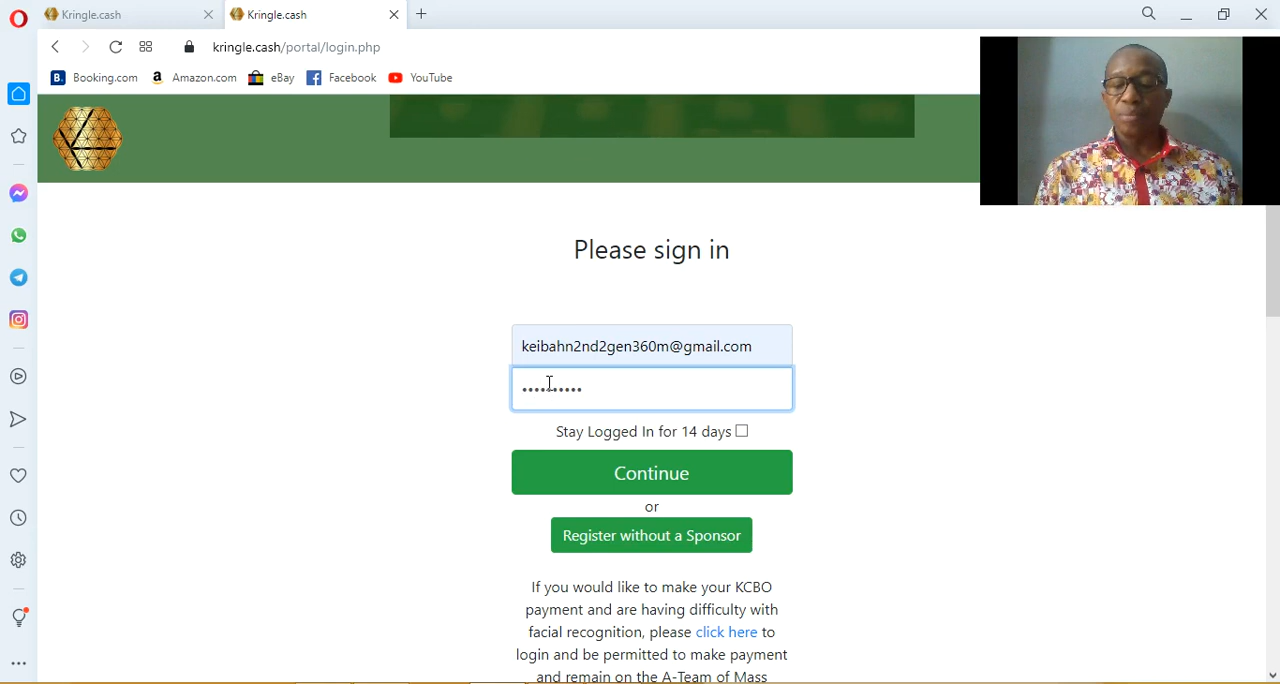 Kringle.cash
Kringle.cash
kringle.cash/portal/login.php
B. Booking.com a Amazon.com eBay Facebook YouTube
Please sign in
keibahn2nd2gen360m@gmail.com
••••••••••
Stay Logged In for 14 days
Continue
or
Register without a Sponsor
If you would like to make your KCBO
payment and are having difficulty with
facial recognition, please click here to
login and be permitted to make payment
and remain on the A-Team of Mass